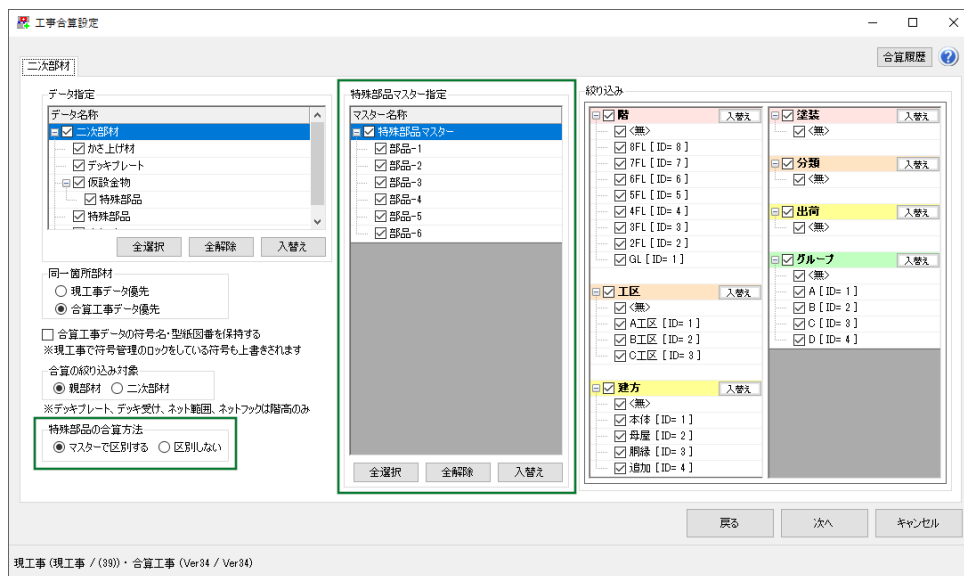 工事合算設定
合算履歴
二次部材
データ指定
データ名称
二次部材
かさ上げ材
デッキプレート
仮設金物
特殊部品
特殊部品
全選択 全解除 入替え
同一箇所部材
現工事データ優先
合算工事データ優先
合算工事データの符号名・型紙図番を保持する
※現工事で符号管理のロックをしている符号も上書きされます
合算の絞り込み対象
親部材 二次部材
※デッキプレート、デッキ受け、ネット範囲、ネットフックは階高のみ
特殊部品の合算方法
マスターで区別する 区別しない
特殊部品マスター指定
マスター名称
特殊部品マスター
部品-1
部品-2
部品-3
部品-4
部品-5
部品-6
全選択 全解除 入替え
絞り込み
階 入替え
<無>
8FL [ ID= 8 ]
7FL [ ID= 7 ]
6FL [ ID= 6 ]
5FL [ ID= 5 ]
4FL [ ID= 4 ]
3FL [ ID= 3 ]
2FL [ ID= 2 ]
GL [ ID= 1 ]
工区 入替え
<無>
A工区 [ ID= 1 ]
B工区 [ ID= 2 ]
C工区 [ ID= 3 ]
建方 入替え
<無>
本体 [ ID= 1 ]
母屋 [ ID= 2 ]
胴縁 [ ID= 3 ]
追加 [ ID= 4 ]
塗装 入替え
<無>
分類 入替え
<無>
出荷 入替え
<無>
グループ 入替え
<無>
A [ ID= 1 ]
B [ ID= 2 ]
C [ ID= 3 ]
D [ ID= 4 ]
戻る 次へ キャンセル
現工事 (現工事 / (39))・ 合算工事 (Ver34 / Ver34)